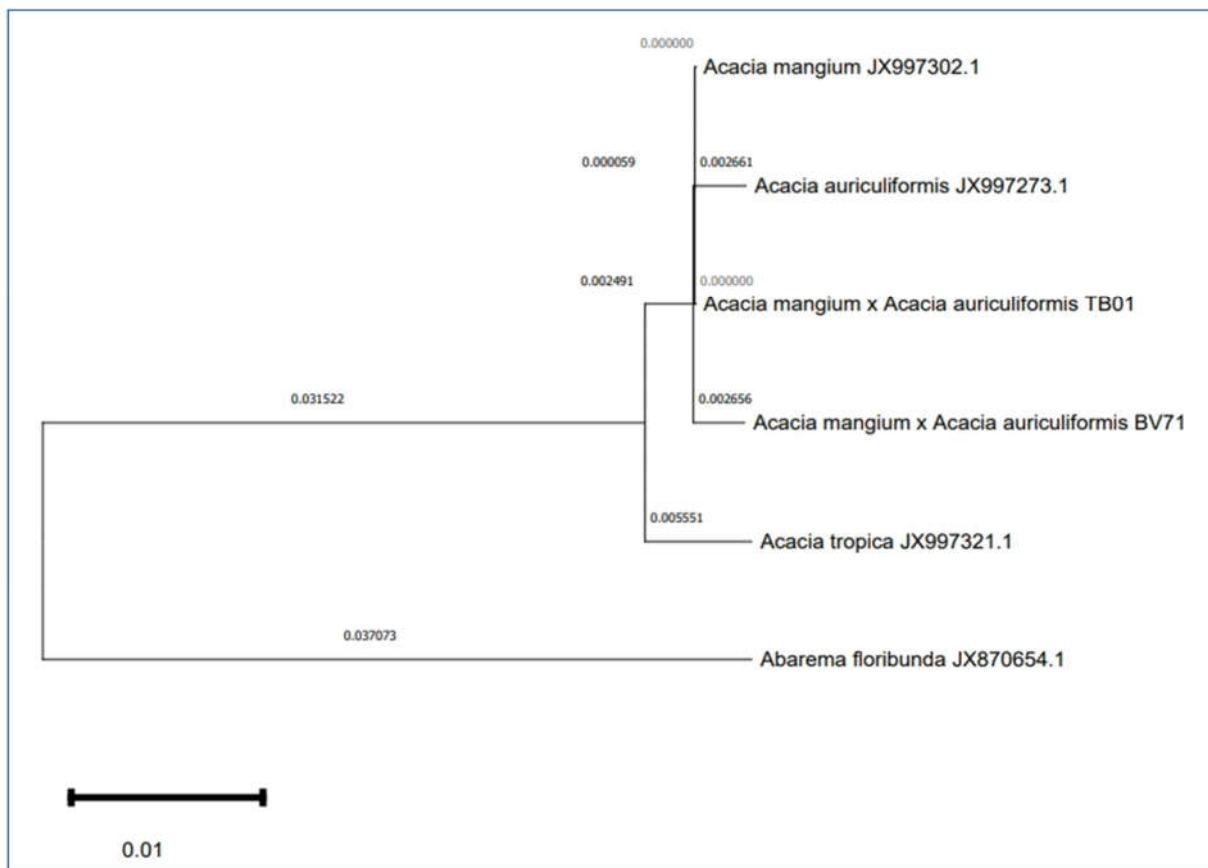 0.000000
Acacia mangium JX997302.1
0.000059
0.002661
Acacia auriculiformis JX997273.1
0.002491
0.000000
Acacia mangium x Acacia auriculiformis TB01
0.031522
0.002656
Acacia mangium x Acacia auriculiformis BV71
0.005551
Acacia tropica JX997321.1
0.037073
Abarema floribunda JX870654.1
0.01